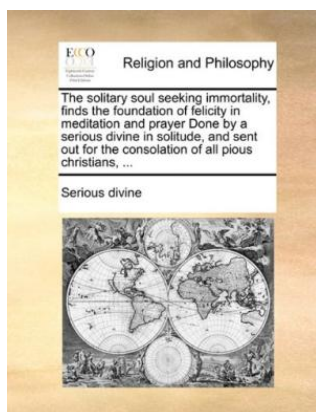 ECCO
Religion and Philosophy
The solitary soul seeking immortality,
finds the foundation of felicity in
meditation and prayer Done by a
serious divine in solitude, and sent
out for the consolation of all pious
christians, ...
Serious divine